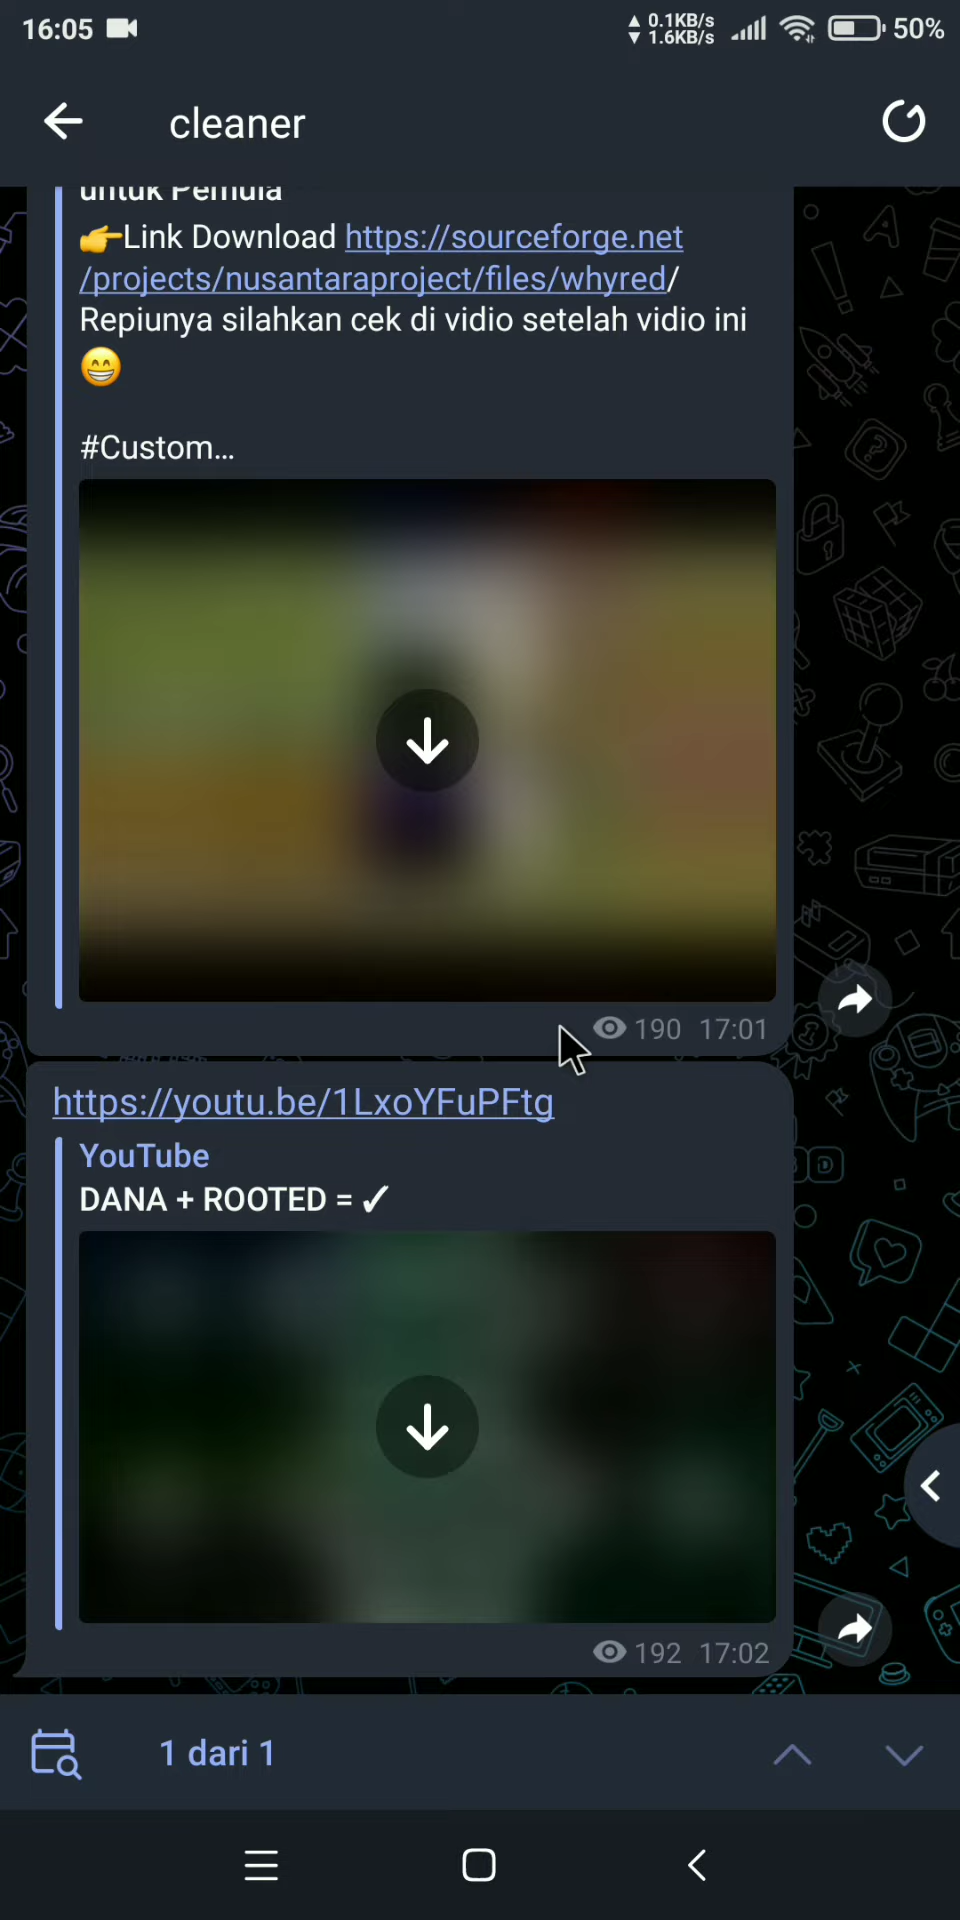 16:05 0.1KB/s 1.6KB/s 50%
cleaner
untuk Pemula
👉Link Download https://sourceforge.net
/projects/nusantaraproject/files/whyred/
Repiunya silahkan cek di vidio setelah vidio ini
😁
#Custom...
190 17:01
https://youtu.be/1LxoYFuPFtg
YouTube
DANA + ROOTED = ✓
192 17:02
1 dari 1